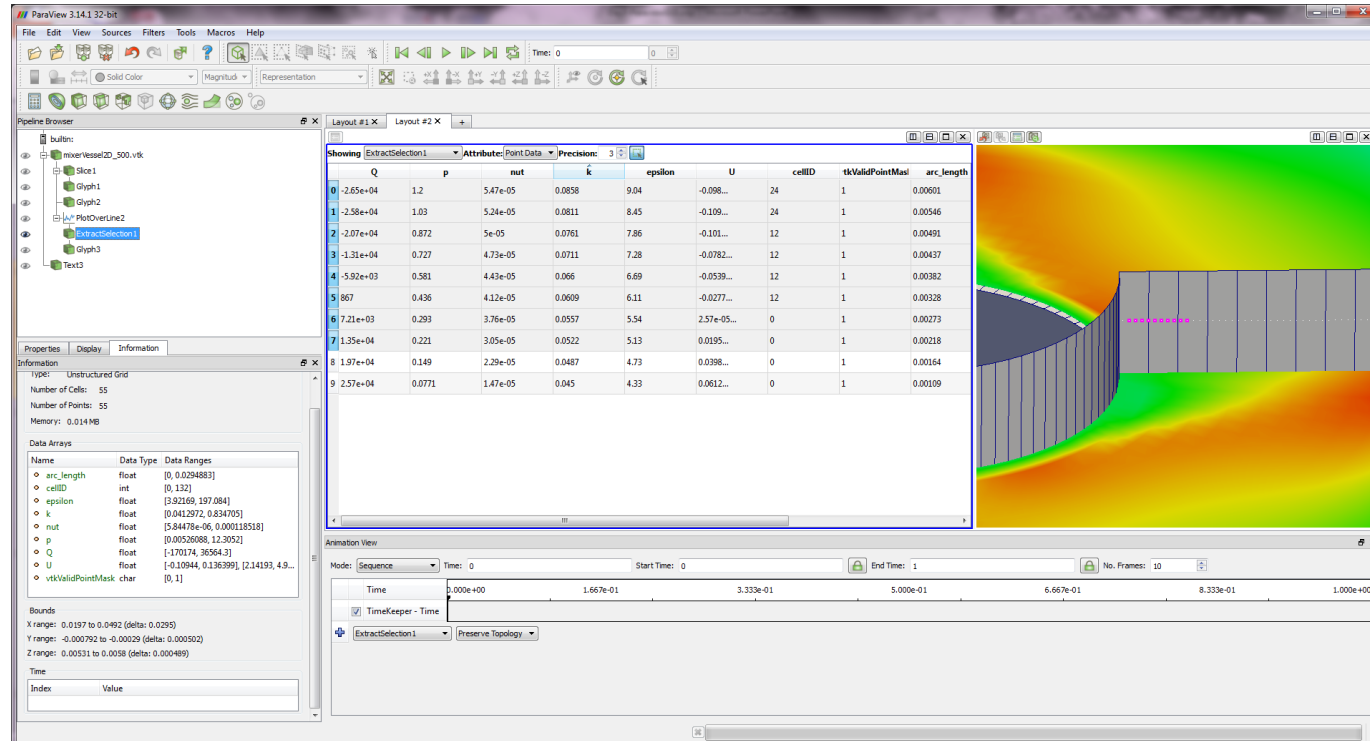 ParaView 3.14.1 32-bit
File Edit View Sources Filters Tools Macros Help
Time: 0 0
Solid Color Magnitud Representation
Pipeline Browser
builtin:
mixerVessel2D_500.vtk
Slice1
Glyph1
Glyph2
PlotOverLine2
ExtractSelection1
Glyph3
Text3
Properties Display Information
Information
Type: Unstructured Grid
Number of Cells: 55
Number of Points: 55
Memory: 0.014 MB
Data Arrays
Name Data Type Data Ranges
arc_length float [0, 0.0294883]
cellID int [0, 132]
epsilon float [3.92169, 197.084]
k float [0.0412972, 0.834705]
nut float [5.84478e-06, 0.000118518]
p float [0.00526088, 12.3052]
Q float [-170174, 36564.3]
U float [-0.10944, 0.136399], [2.14193, 4.9...
vtkValidPointMask char [0, 1]
Bounds
X range: 0.0197 to 0.0492 (delta: 0.0295)
Y range: -0.000792 to -0.00029 (delta: 0.000502)
Z range: 0.00531 to 0.0058 (delta: 0.000489)
Time
Index Value
Layout #1 Layout #2 +
Showing ExtractSelection1 Attribute: Point Data Precision: 3
Q p nut k epsilon U cellID tkValidPointMasl arc_length
0 -2.65e+04 1.2 5.47e-05 0.0858 9.04 -0.098... 24 1 0.00601
1 -2.58e+04 1.03 5.24e-05 0.0811 8.45 -0.109... 24 1 0.00546
2 -2.07e+04 0.872 5e-05 0.0761 7.86 -0.101... 12 1 0.00491
3 -1.31e+04 0.727 4.73e-05 0.0711 7.28 -0.0782... 12 1 0.00437
4 -5.92e+03 0.581 4.43e-05 0.066 6.69 -0.0539... 12 1 0.00382
5 867 0.436 4.12e-05 0.0609 6.11 -0.0277... 12 1 0.00328
6 7.21e+03 0.293 3.76e-05 0.0557 5.54 2.57e-05... 0 1 0.00273
7 1.35e+04 0.221 3.05e-05 0.0522 5.13 0.0195... 0 1 0.00218
8 1.97e+04 0.149 2.29e-05 0.0487 4.73 0.0398... 0 1 0.00164
9 2.57e+04 0.0771 1.47e-05 0.045 4.33 0.0612... 0 1 0.00109
Animation View
Mode: Sequence Time: 0 Start Time: 0 End Time: 1 No. Frames: 10
Time 0.000e+00 1.667e-01 3.333e-01 5.000e-01 6.667e-01 8.333e-01 1.000e+00
TimeKeeper - Time
ExtractSelection1 Preserve Topology